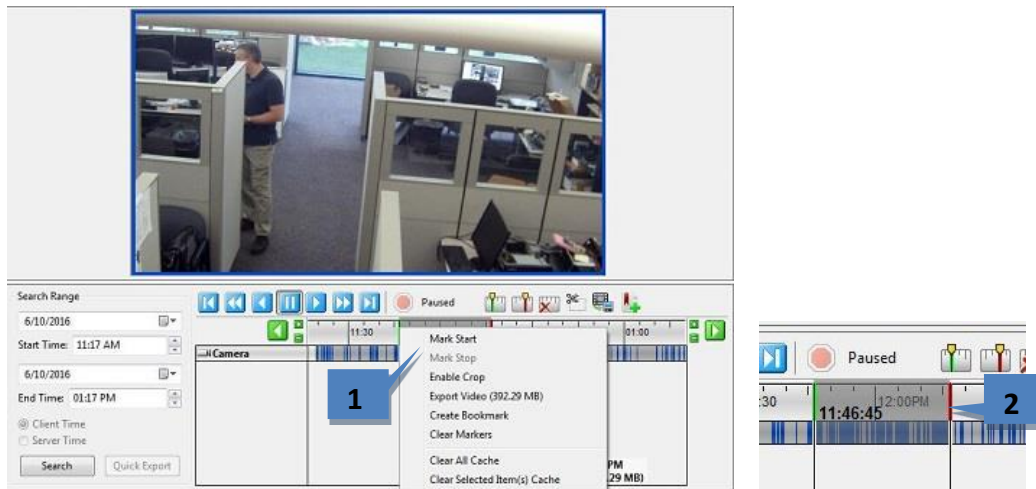 Search Range
6/10/2016
Start Time: 11:17 AM
6/10/2016
End Time: 01:17 PM
Client Time
Server Time
Search
Quick Export
Paused
11:30
01:00
Camera
Mark Start
Mark Stop
Enable Crop
Export Video (392.29 MB)
Create Bookmark
Clear Markers
Clear All Cache
Clear Selected Item(s) Cache
PM
.29 MB)
1
Paused
:30
12:00PM
11:46:45
2